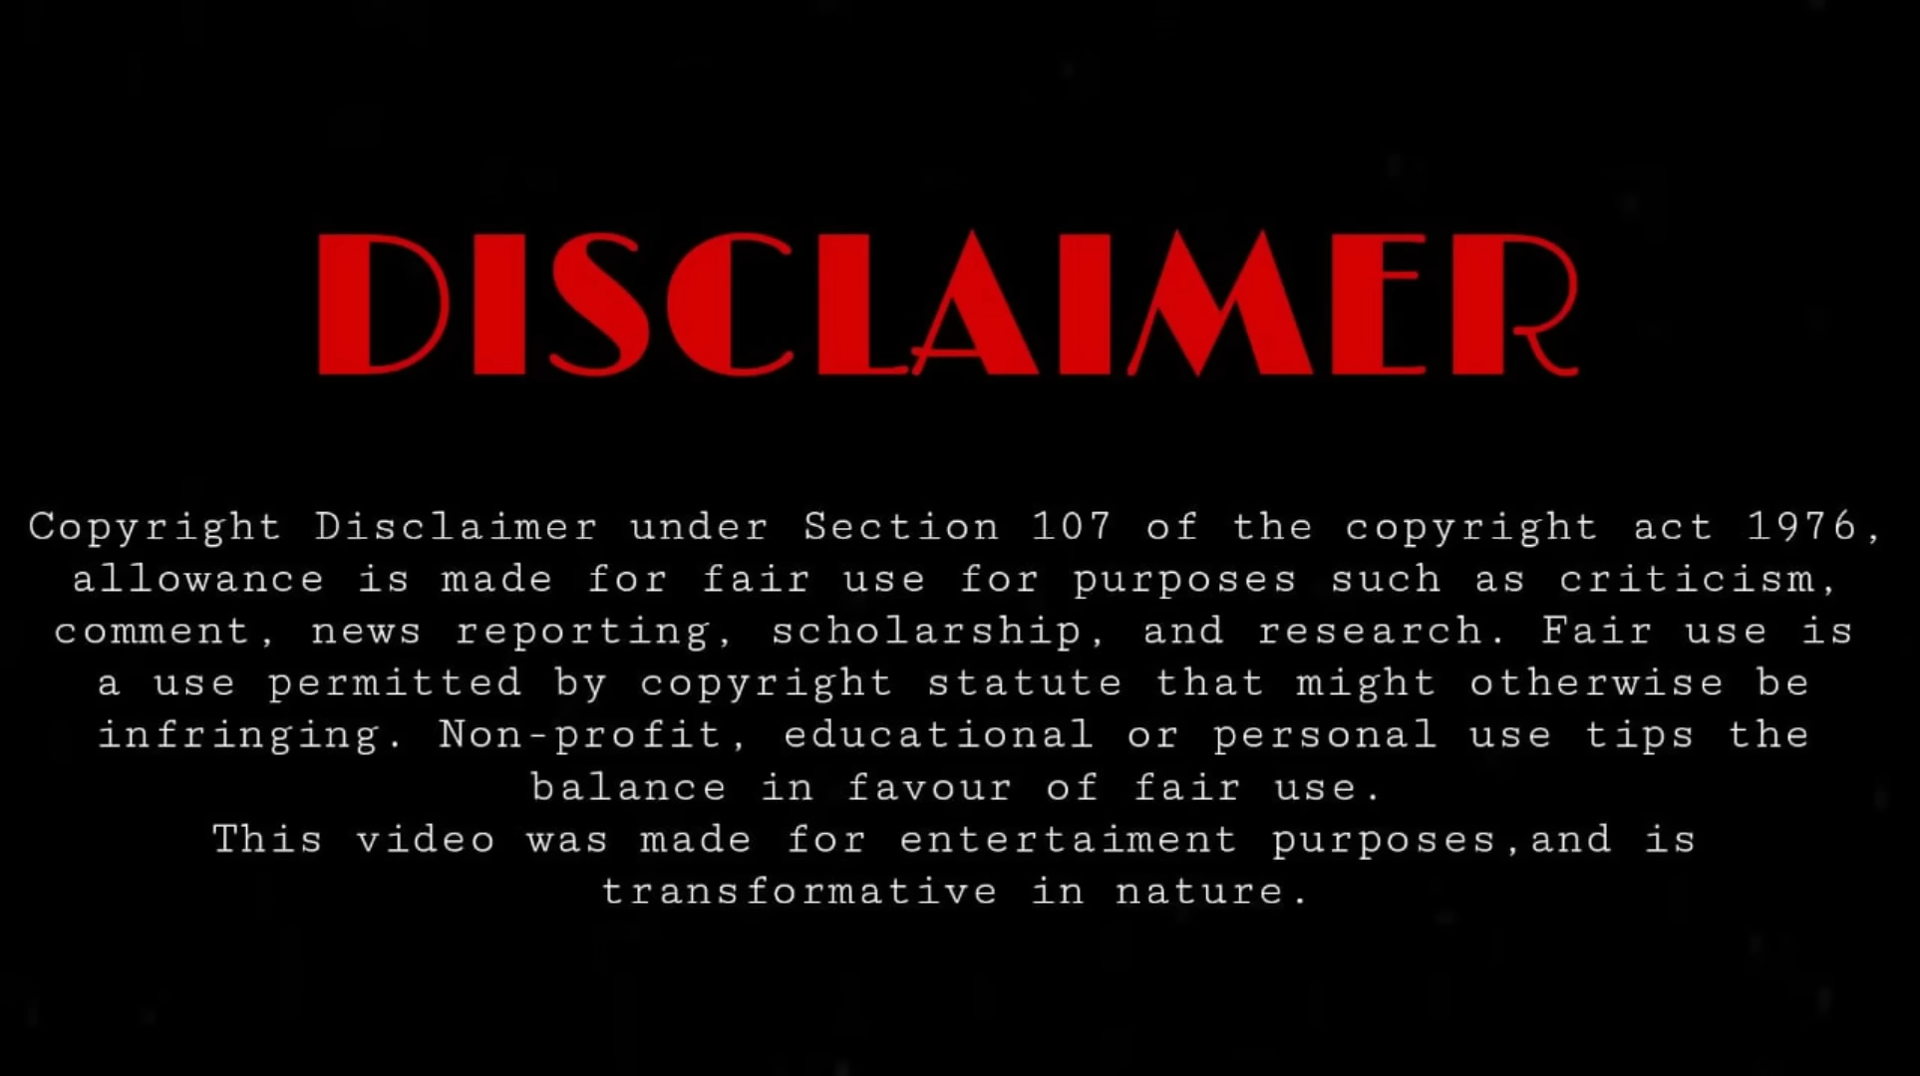 DISCLAIMER
Copyright Disclaimer under Section 107 of the copyright act 1976,
allowance is made for fair use for purposes such as criticism,
comment, news reporting, scholarship, and research. Fair use is
a use permitted by copyright statute that might otherwise be
infringing. Non-profit, educational or personal use tips the
balance in favour of fair use.
This video was made for entertaiment purposes,and is
transformative in nature.